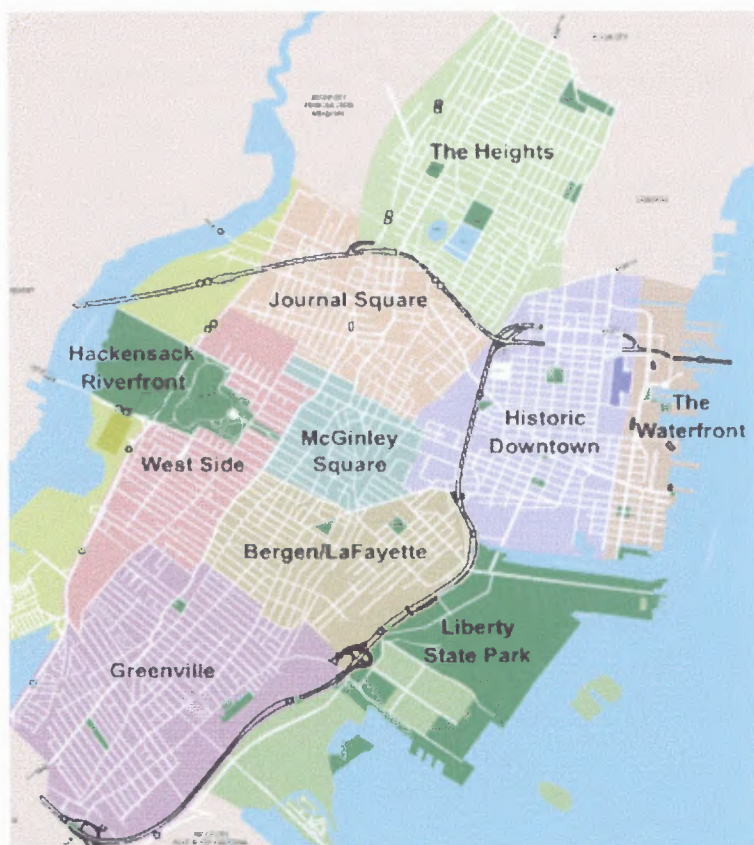 The Heights
Journal Square
Hackensack
Riverfront
The
Waterfront
Historic
Downtown
McGinley
Square
West Side
Bergen/LaFayette
Liberty
State Park
Greenville